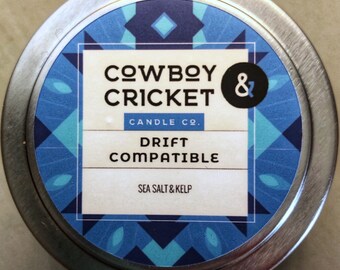 COWBOY &
CRICKET
CANDLE CO.
DRIFT
COMPATIBLE
SEA SALT & KELP